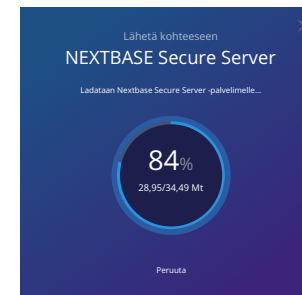 Lähetä kohteeseen
NEXTBASE Secure Server
Ladataan Nextbase Secure Server -palvelimelle...
84%
28,95/34,49 Mt
Peruuta